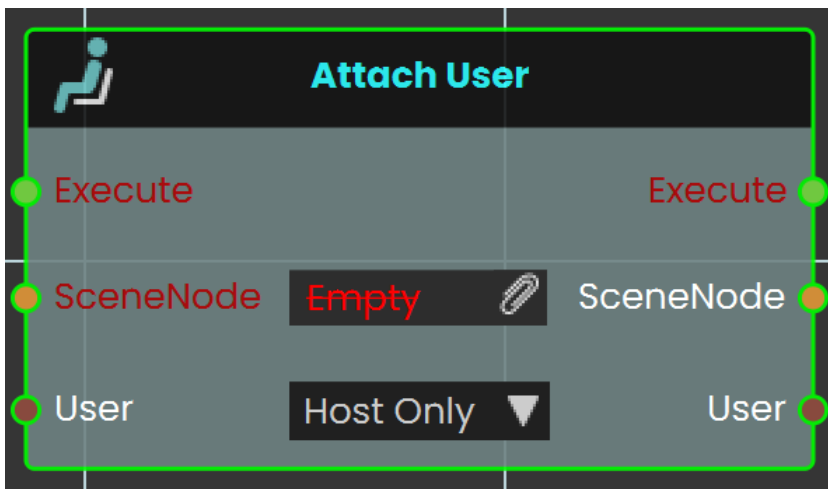 Attach User
Execute Execute
SceneNode Empty SceneNode
User Host Only User